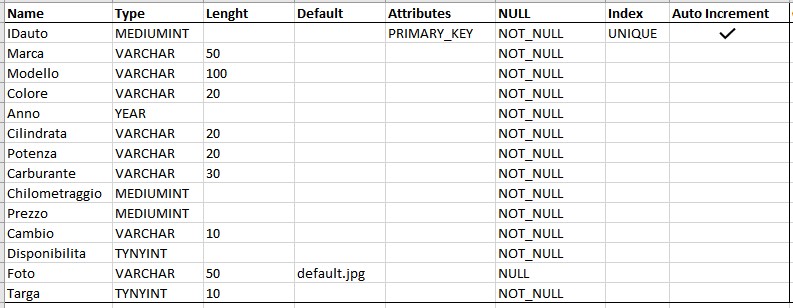 Name Type Lenght Default Attributes NULL Index Auto Increment
IDauto MEDIUMINT PRIMARY_KEY NOT_NULL UNIQUE ✓
Marca VARCHAR 50 NOT_NULL
Modello VARCHAR 100 NOT_NULL
Colore VARCHAR 20 NOT_NULL
Anno YEAR NOT_NULL
Cilindrata VARCHAR 20 NOT_NULL
Potenza VARCHAR 20 NOT_NULL
Carburante VARCHAR 30 NOT_NULL
Chilometraggio MEDIUMINT NOT_NULL
Prezzo MEDIUMINT NOT_NULL
Cambio VARCHAR 10 NOT_NULL
Disponibilita TYNYINT NOT_NULL
Foto VARCHAR 50 default.jpg NULL
Targa TYNYINT 10 NOT_NULL